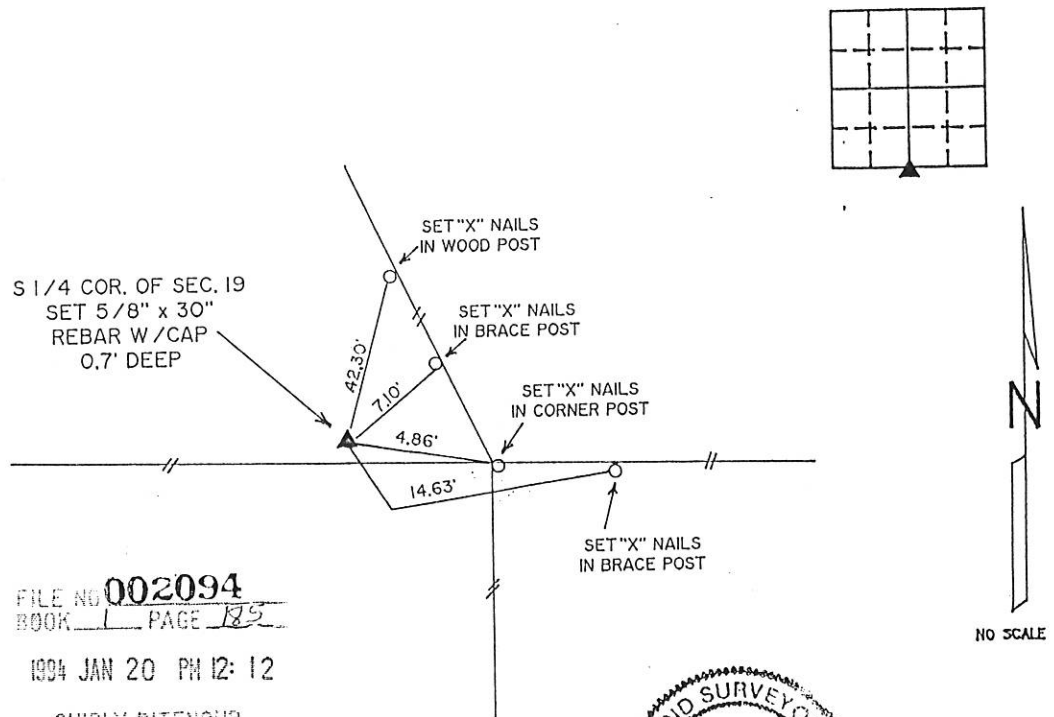 SET "X" NAILS
IN WOOD POST
S 1/4 COR. OF SEC. 19
SET 5/8" x 30"
REBAR W/CAP
0.7' DEEP
SET "X" NAILS
IN BRACE POST
42.30'
7.10'
SET "X" NAILS
IN CORNER POST
4.86'
14.63'
SET "X" NAILS
IN BRACE POST
N
NO SCALE
FILE NO 002094
BOOK 1 PAGE 185
1994 JAN 20 PM 12: 12
ND SURVEYO